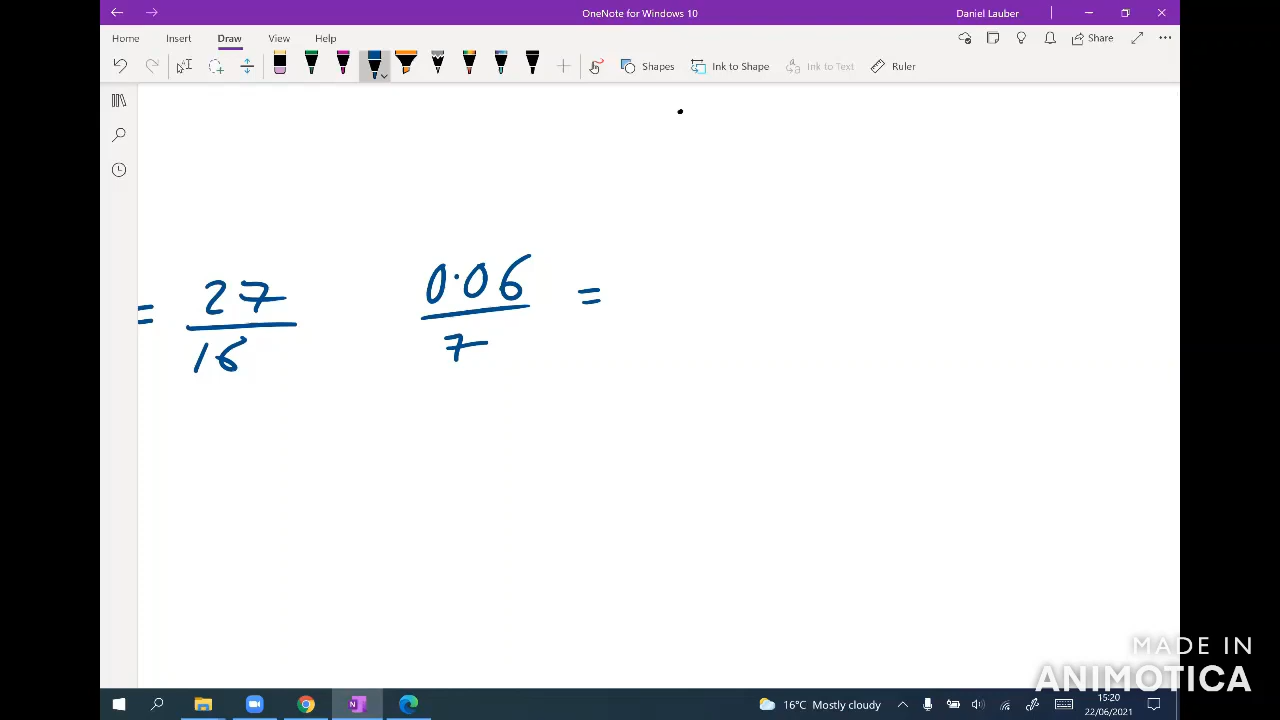 OneNote for Windows 10
Daniel Lauber
Home Insert Draw View Help
Share
Shapes Ink to Shape Ink to Text Ruler
= 27/16 0.06/7 =
MADE IN
ANIMOTICA
16°C Mostly cloudy
15:20
22/06/2021